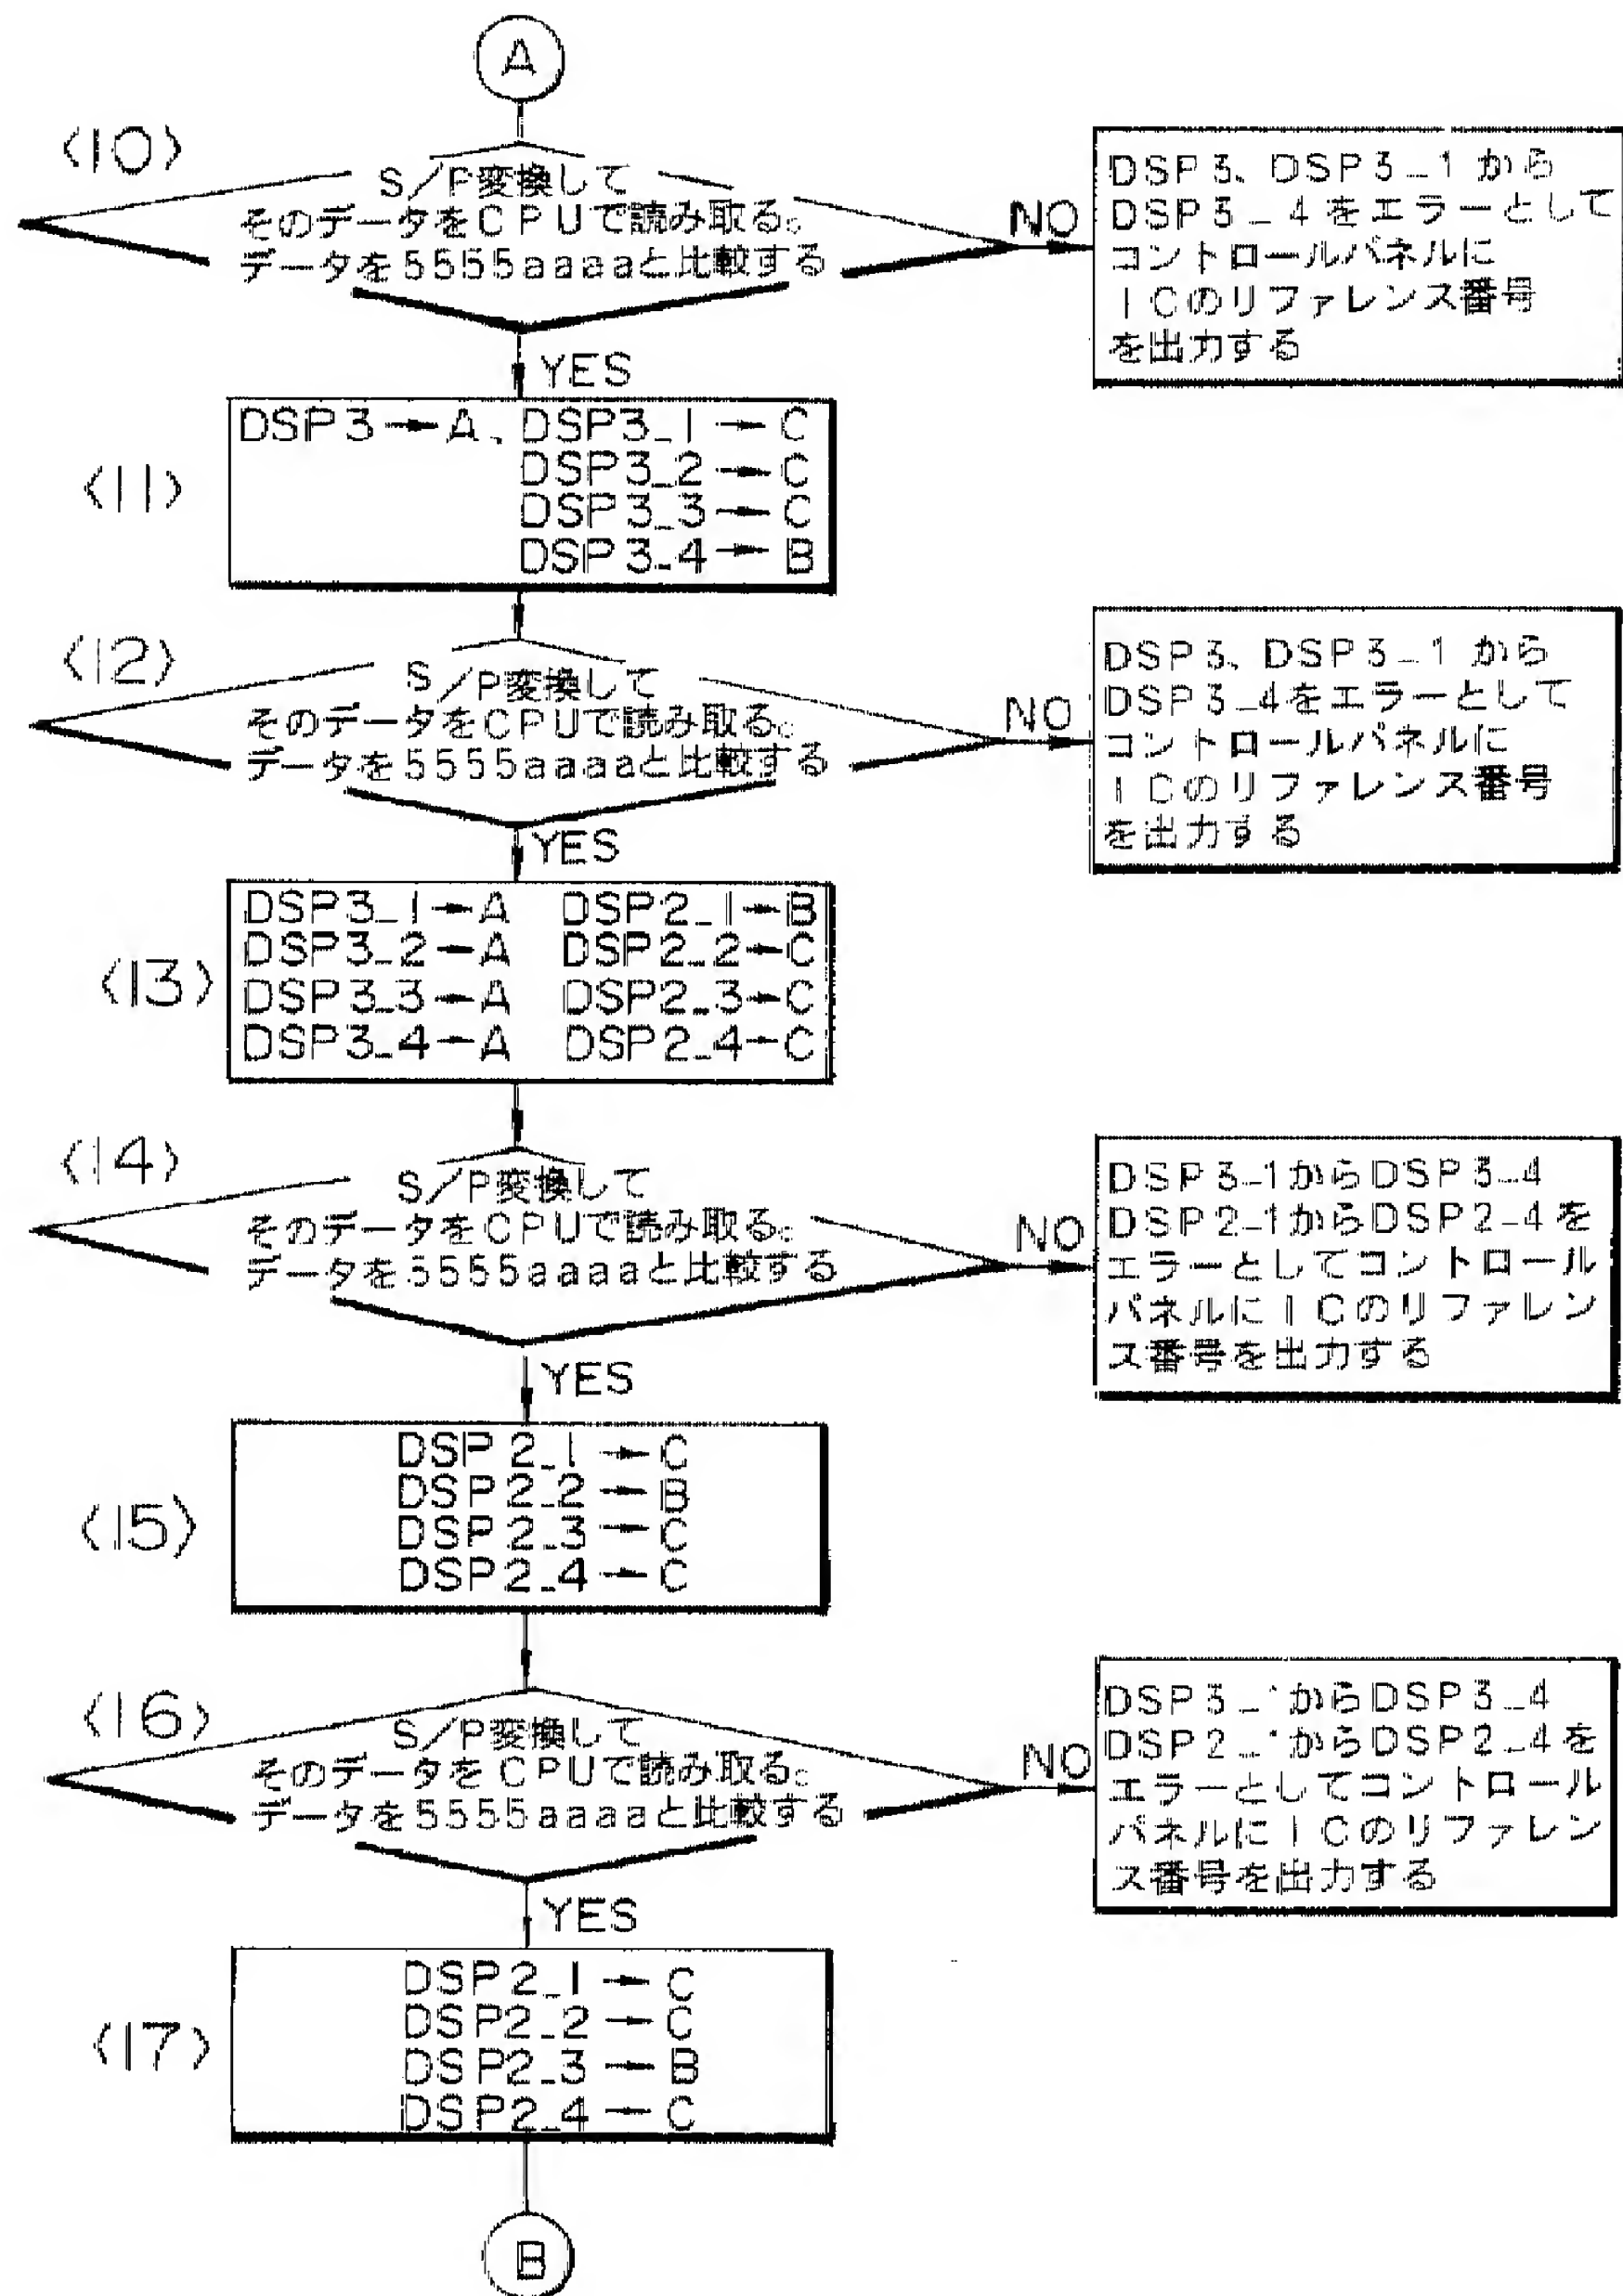 A
〈10〉
S/P変換して
そのデータをCPUで読み取る。
データを5555aaaaと比較する
NO
DSP3、DSP3_1から
DSP3_4をエラーとして
コントロールパネルに
ICのリファレンス番号
を出力する
YES
〈11〉
DSP3→A、DSP3_1→C
DSP3_2→C
DSP3_3→C
DSP3_4→B
〈12〉
S/P変換して
そのデータをCPUで読み取る。
データを5555aaaaと比較する
NO
DSP3、DSP3_1から
DSP3_4をエラーとして
コントロールパネルに
ICのリファレンス番号
を出力する
YES
〈13〉
DSP3_1→A DSP2_1→B
DSP3_2→A DSP2_2→C
DSP3_3→A DSP2_3→C
DSP3_4→A DSP2_4→C
〈14〉
S/P変換して
そのデータをCPUで読み取る。
データを5555aaaaと比較する
NO
DSP3_1からDSP3_4
DSP2_1からDSP2_4を
エラーとしてコントロール
パネルにICのリファレン
ス番号を出力する
YES
〈15〉
DSP2_1→C
DSP2_2→B
DSP2_3→C
DSP2_4→C
〈16〉
S/P変換して
そのデータをCPUで読み取る。
データを5555aaaaと比較する
NO
DSP3_1からDSP3_4
DSP2_1からDSP2_4を
エラーとしてコントロール
パネルにICのリファレン
ス番号を出力する
YES
〈17〉
DSP2_1→C
DSP2_2→C
DSP2_3→B
DSP2_4→C
B